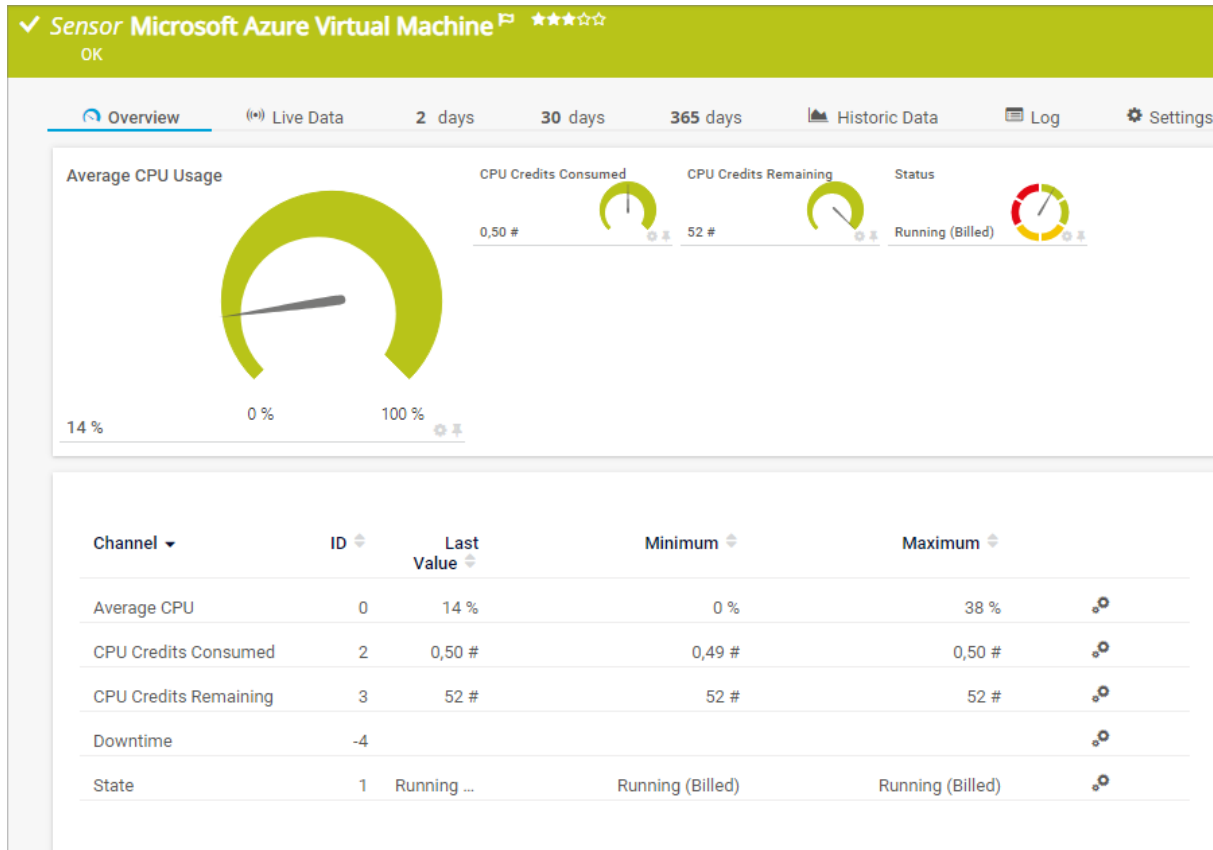 Sensor Microsoft Azure Virtual Machine
OK
Overview Live Data 2 days 30 days 365 days Historic Data Log Settings
Average CPU Usage
14 %
0 %
100 %
CPU Credits Consumed
0,50 #
CPU Credits Remaining
52 #
Status
Running (Billed)
Channel ID Last Value Minimum Maximum
Average CPU 0 14 % 0 % 38 %
CPU Credits Consumed 2 0,50 # 0,49 # 0,50 #
CPU Credits Remaining 3 52 # 52 # 52 #
Downtime -4
State 1 Running ... Running (Billed) Running (Billed)